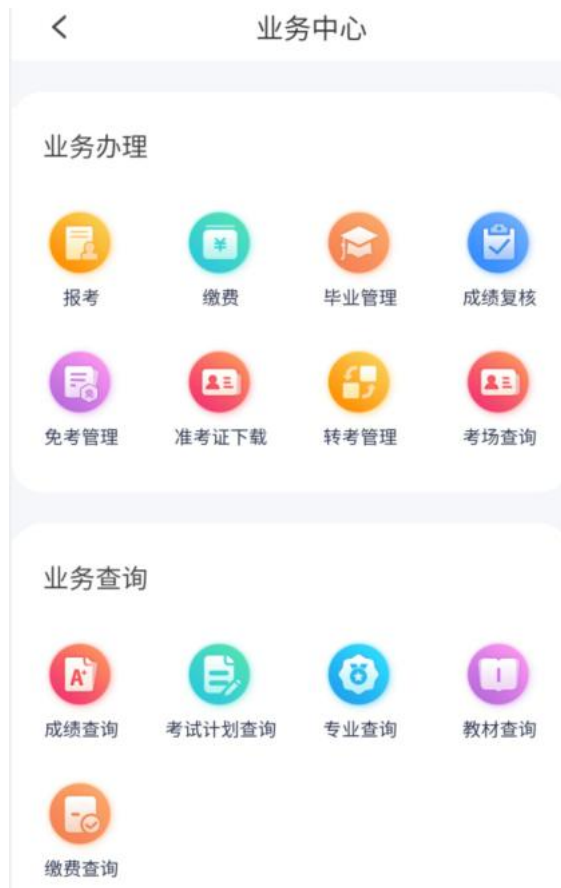 业务中心
业务办理
报考 缴费 毕业管理 成绩复核
免考管理 准考证下载 转考管理 考场查询
业务查询
A+
成绩查询 考试计划查询 专业查询 教材查询
缴费查询